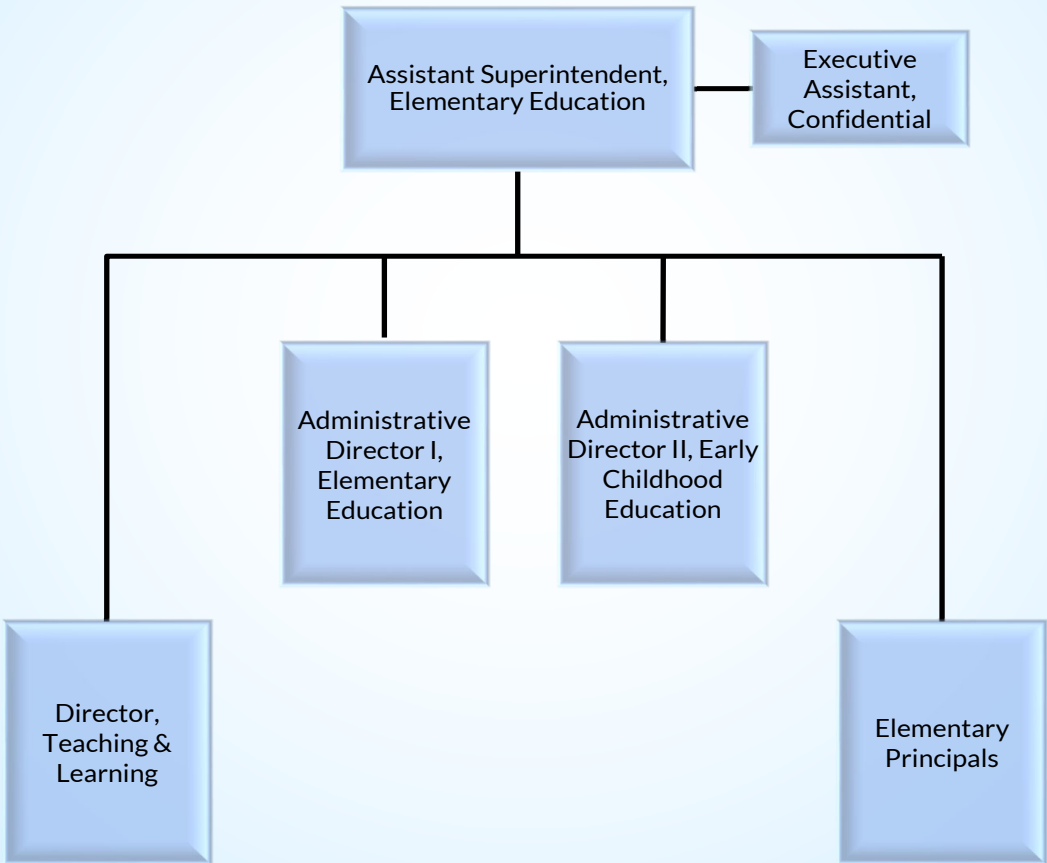 Assistant Superintendent,
Elementary Education
Executive
Assistant,
Confidential
Administrative
Director I,
Elementary
Education
Administrative
Director II, Early
Childhood
Education
Director,
Teaching &
Learning
Elementary
Principals